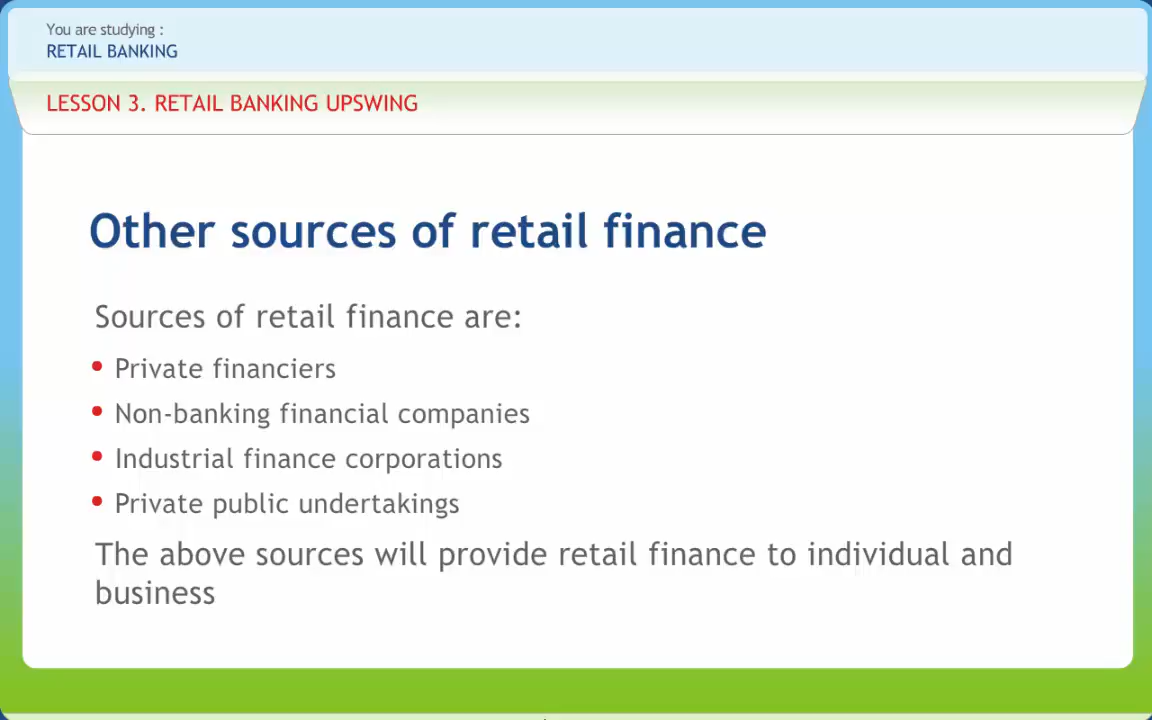 You are studying :
RETAIL BANKING
LESSON 3. RETAIL BANKING UPSWING
Other sources of retail finance
Sources of retail finance are:
• Private financiers
• Non-banking financial companies
• Industrial finance corporations
• Private public undertakings
The above sources will provide retail finance to individual and
business